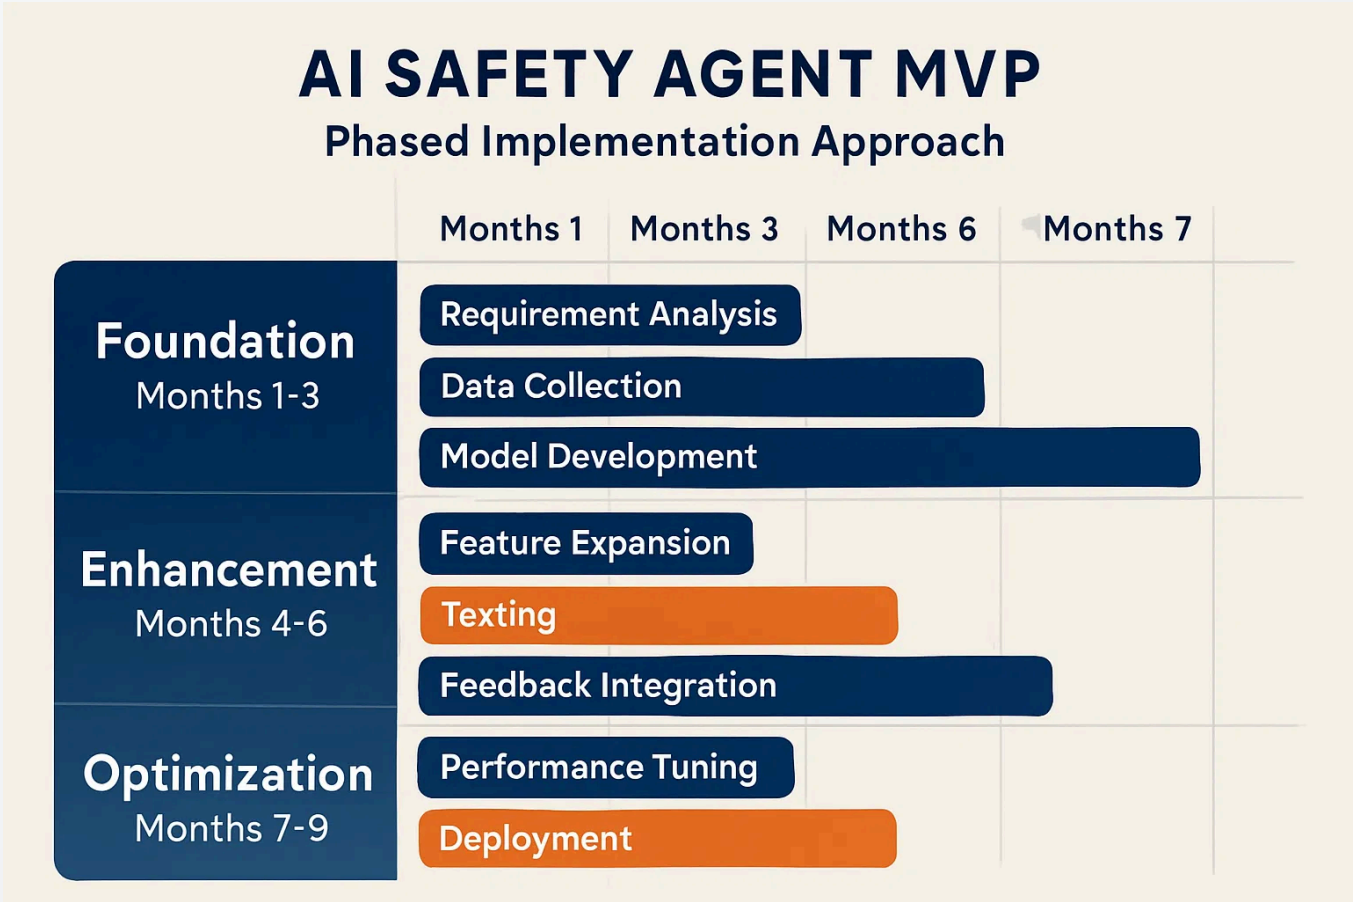 AI SAFETY AGENT MVP
Phased Implementation Approach
Months 1 Months 3 Months 6 Months 7
Foundation
Months 1-3
Requirement Analysis
Data Collection
Model Development
Enhancement
Months 4-6
Feature Expansion
Texting
Feedback Integration
Optimization
Months 7-9
Performance Tuning
Deployment